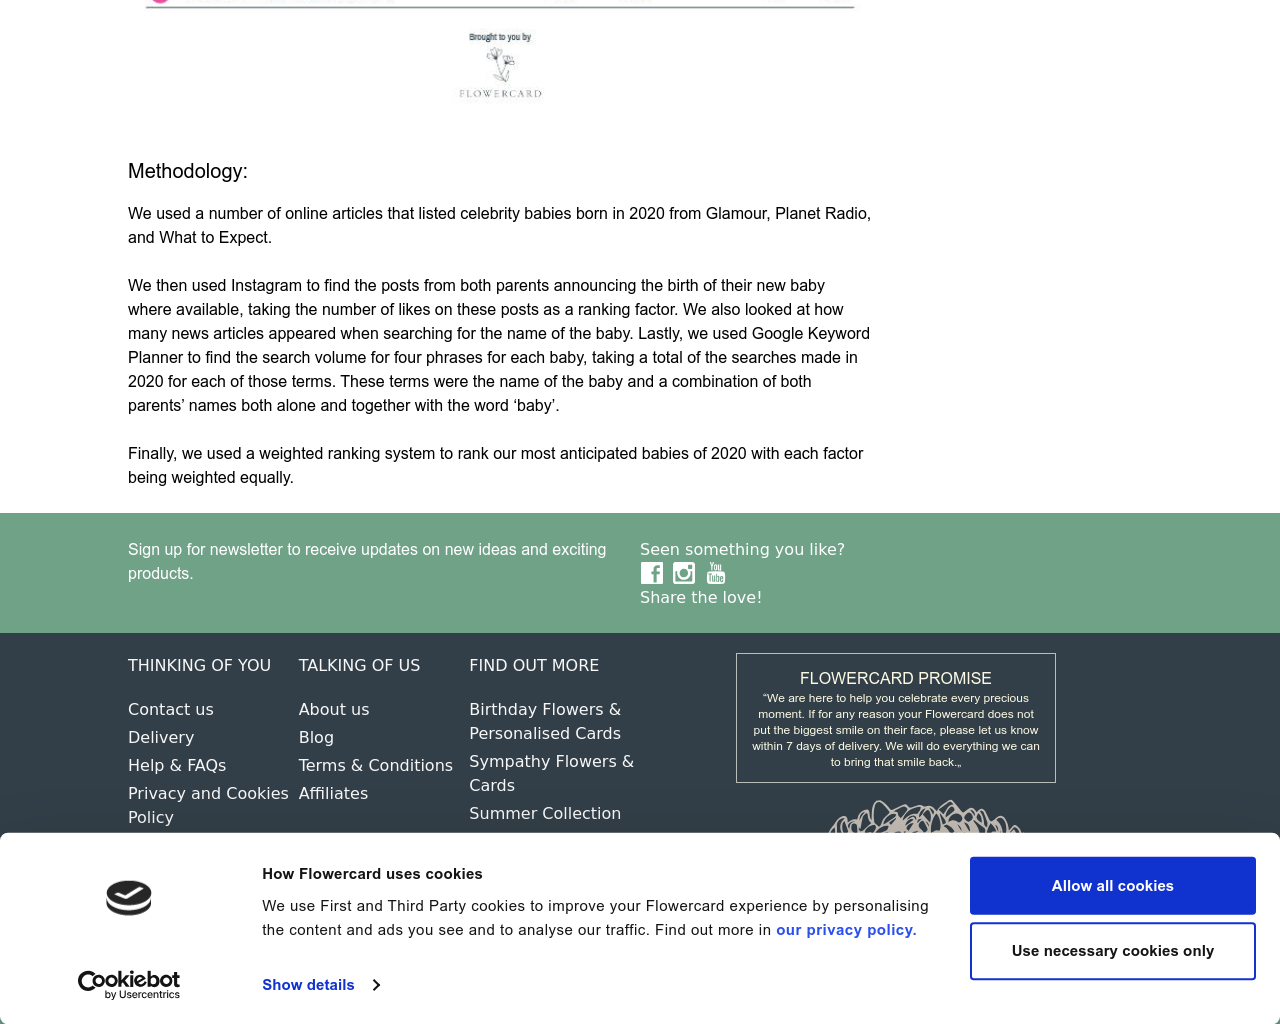 Brought to you by
FLOWERCARD
Methodology:
We used a number of online articles that listed celebrity babies born in 2020 from Glamour, Planet Radio,
and What to Expect.
We then used Instagram to find the posts from both parents announcing the birth of their new baby
where available, taking the number of likes on these posts as a ranking factor. We also looked at how
many news articles appeared when searching for the name of the baby. Lastly, we used Google Keyword
Planner to find the search volume for four phrases for each baby, taking a total of the searches made in
2020 for each of those terms. These terms were the name of the baby and a combination of both
parents’ names both alone and together with the word ‘baby’.
Finally, we used a weighted ranking system to rank our most anticipated babies of 2020 with each factor
being weighted equally.
Sign up for newsletter to receive updates on new ideas and exciting
products.
Seen something you like?
You Tube
Share the love!
THINKING OF YOU
Contact us
Delivery
Help & FAQs
Privacy and Cookies
Policy
TALKING OF US
About us
Blog
Terms & Conditions
Affiliates
FIND OUT MORE
Birthday Flowers &
Personalised Cards
Sympathy Flowers &
Cards
Summer Collection
FLOWERCARD PROMISE
“We are here to help you celebrate every precious
moment. If for any reason your Flowercard does not
put the biggest smile on their face, please let us know
within 7 days of delivery. We will do everything we can
to bring that smile back.„
How Flowercard uses cookies
We use First and Third Party cookies to improve your Flowercard experience by personalising
the content and ads you see and to analyse our traffic. Find out more in our privacy policy.
Show details
Allow all cookies
Use necessary cookies only
Cookiebot
by Usercentrics